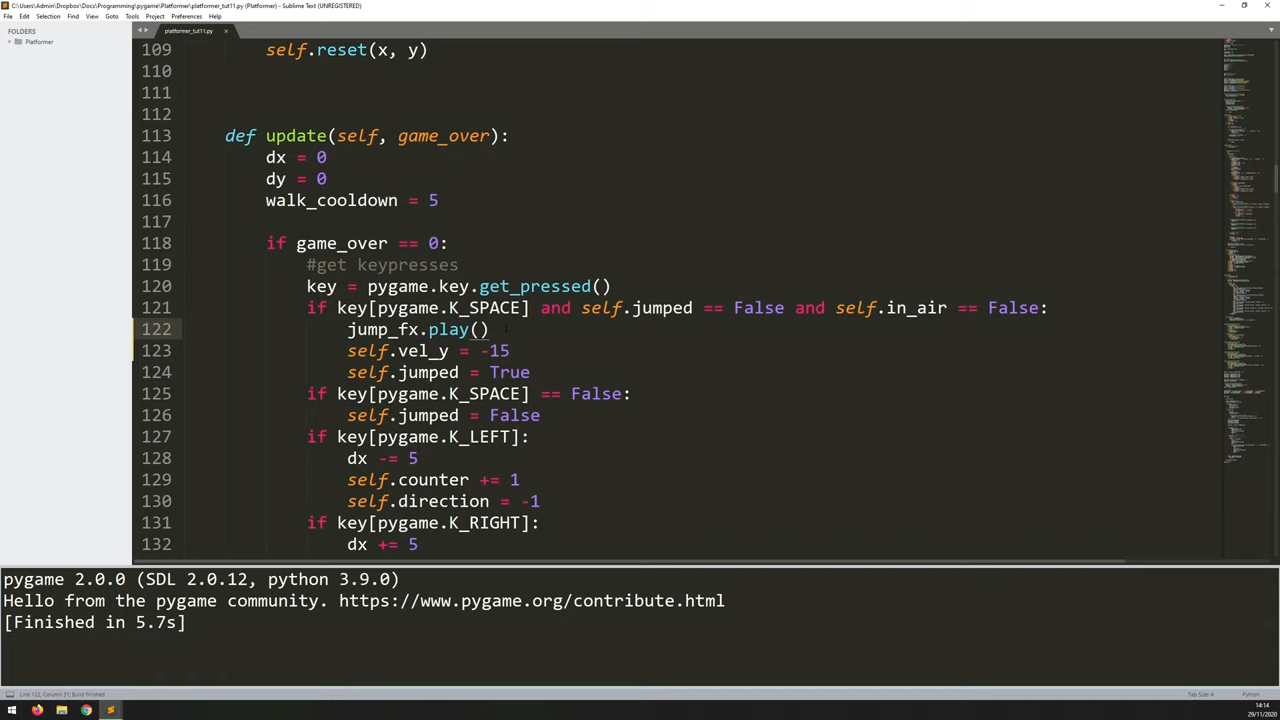 C:\Users\Admin\Dropbox\Docs\Programming\pygame\Platformer\platformer_tut11.py (Platformer) - Sublime Text (UNREGISTERED)
File Edit Selection Find View Goto Tools Project Preferences Help
FOLDERS
Platformer
platformer_tut11.py
109 self.reset(x, y)
110
111
112
113 def update(self, game_over):
114 dx = 0
115 dy = 0
116 walk_cooldown = 5
117
118 if game_over == 0:
119 #get keypresses
120 key = pygame.key.get_pressed()
121 if key[pygame.K_SPACE] and self.jumped == False and self.in_air == False:
122 jump_fx.play()
123 self.vel_y = -15
124 self.jumped = True
125 if key[pygame.K_SPACE] == False:
126 self.jumped = False
127 if key[pygame.K_LEFT]:
128 dx -= 5
129 self.counter += 1
130 self.direction = -1
131 if key[pygame.K_RIGHT]:
132 dx += 5
pygame 2.0.0 (SDL 2.0.12, python 3.9.0)
Hello from the pygame community. https://www.pygame.org/contribute.html
[Finished in 5.7s]
Line 122, Column 31; Build finished
Tab Size: 4
Python
14:14
29/11/2020